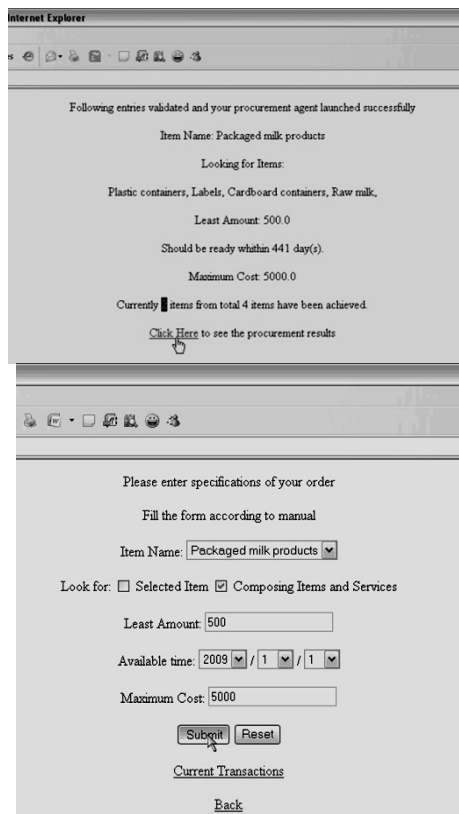 Internet Explorer
Following entries validated and your procurement agent launched successfully
Item Name: Packaged milk products
Looking for Items:
Plastic containers, Labels, Cardboard containers, Raw milk,
Least Amount: 500.0
Should be ready whithin 441 day(s).
Maximum Cost: 5000.0
Currently items from total 4 items have been achieved.
Click Here to see the procurement results
Please enter specifications of your order
Fill the form according to manual
Item Name: Packaged milk products
Look for: Selected Item Composing Items and Services
Least Amount: 500
Available time: 2009 / 1 / 1
Maximum Cost: 5000
Submit Reset
Current Transactions
Back